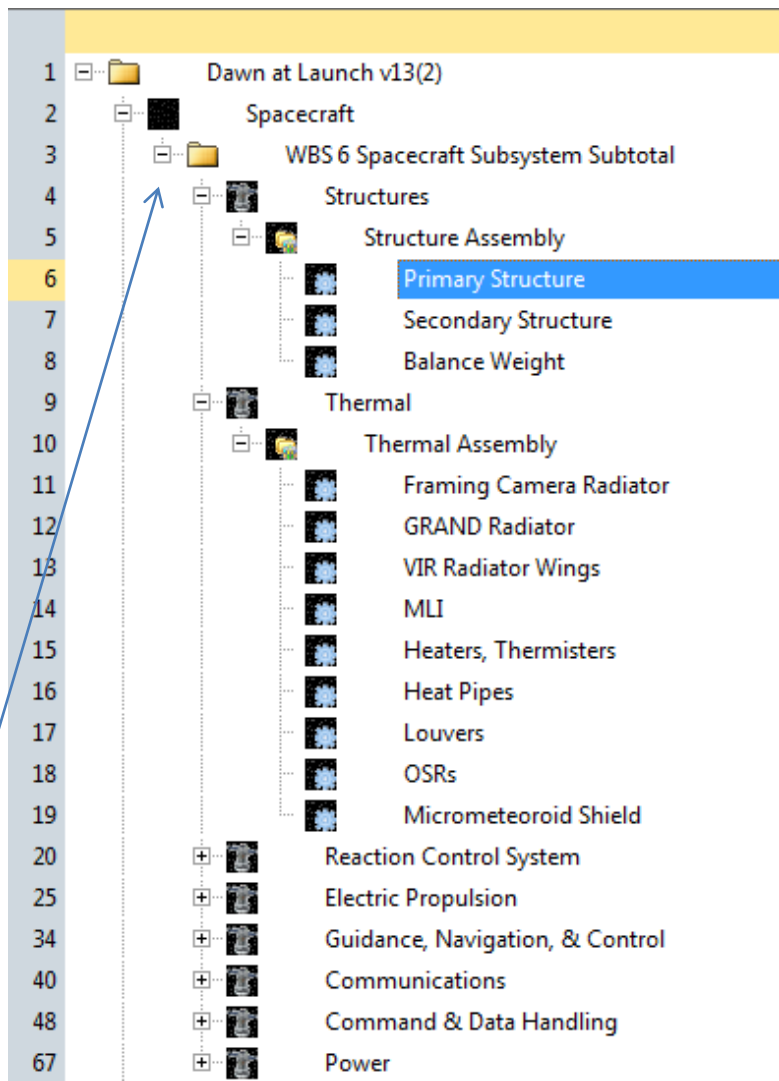 1 Dawn at Launch v13(2)
2 Spacecraft
3 WBS 6 Spacecraft Subsystem Subtotal
4 Structures
5 Structure Assembly
6 Primary Structure
7 Secondary Structure
8 Balance Weight
9 Thermal
10 Thermal Assembly
11 Framing Camera Radiator
12 GRAND Radiator
13 VIR Radiator Wings
14 MLI
15 Heaters, Thermisters
16 Heat Pipes
17 Louvers
18 OSRs
19 Micrometeoroid Shield
20 Reaction Control System
25 Electric Propulsion
34 Guidance, Navigation, & Control
40 Communications
48 Command & Data Handling
67 Power